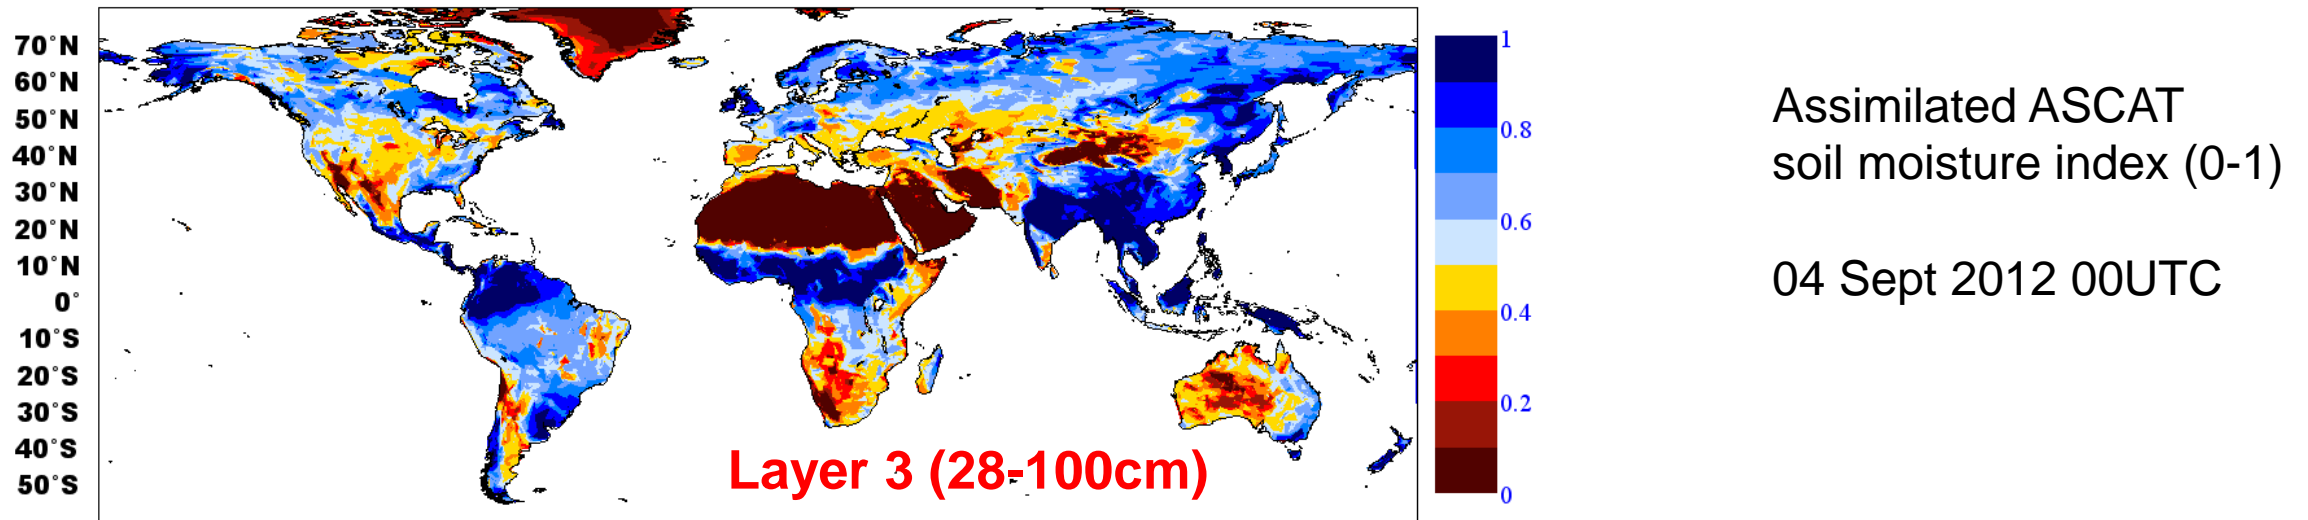 70°N
60°N
50°N
40°N
30°N
20°N
10°N
0°
10°S
20°S
30°S
40°S
50°S
Layer 3 (28-100cm)
1
0.8
0.6
0.4
0.2
0
Assimilated ASCAT
soil moisture index (0-1)
04 Sept 2012 00UTC